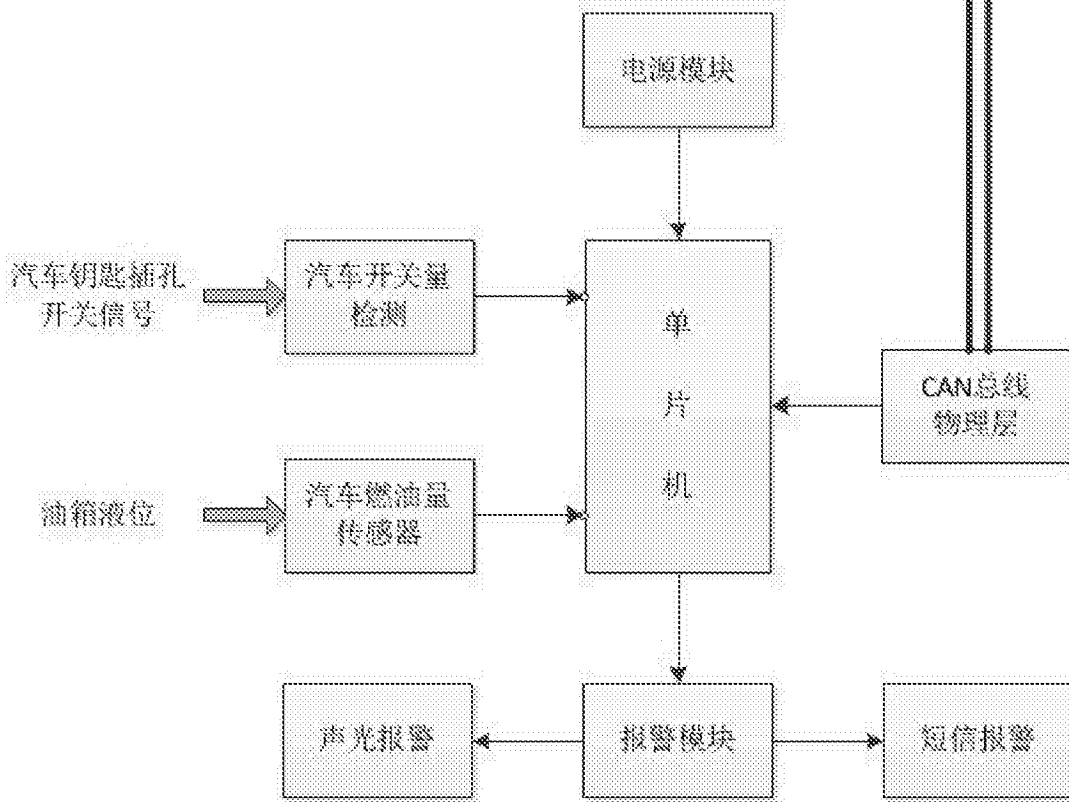 电源模块
汽车钥匙插孔
开关信号
汽车开关量
检测
单
片
机
CAN总线
物理层
油箱液位
汽车燃油量
传感器
声光报警
报警模块
短信报警